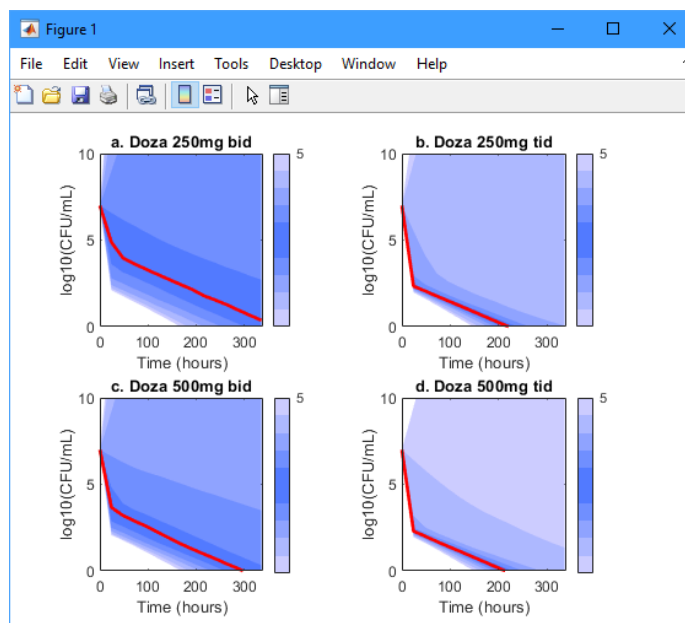 Figure 1
File Edit View Insert Tools Desktop Window Help
a. Doza 250mg bid
10
5
0
log10(CFU/mL)
0 100 200 300
Time (hours)
5
b. Doza 250mg tid
10
5
0
log10(CFU/mL)
0 100 200 300
Time (hours)
5
c. Doza 500mg bid
10
5
0
log10(CFU/mL)
0 100 200 300
Time (hours)
5
d. Doza 500mg tid
10
5
0
log10(CFU/mL)
0 100 200 300
Time (hours)
5